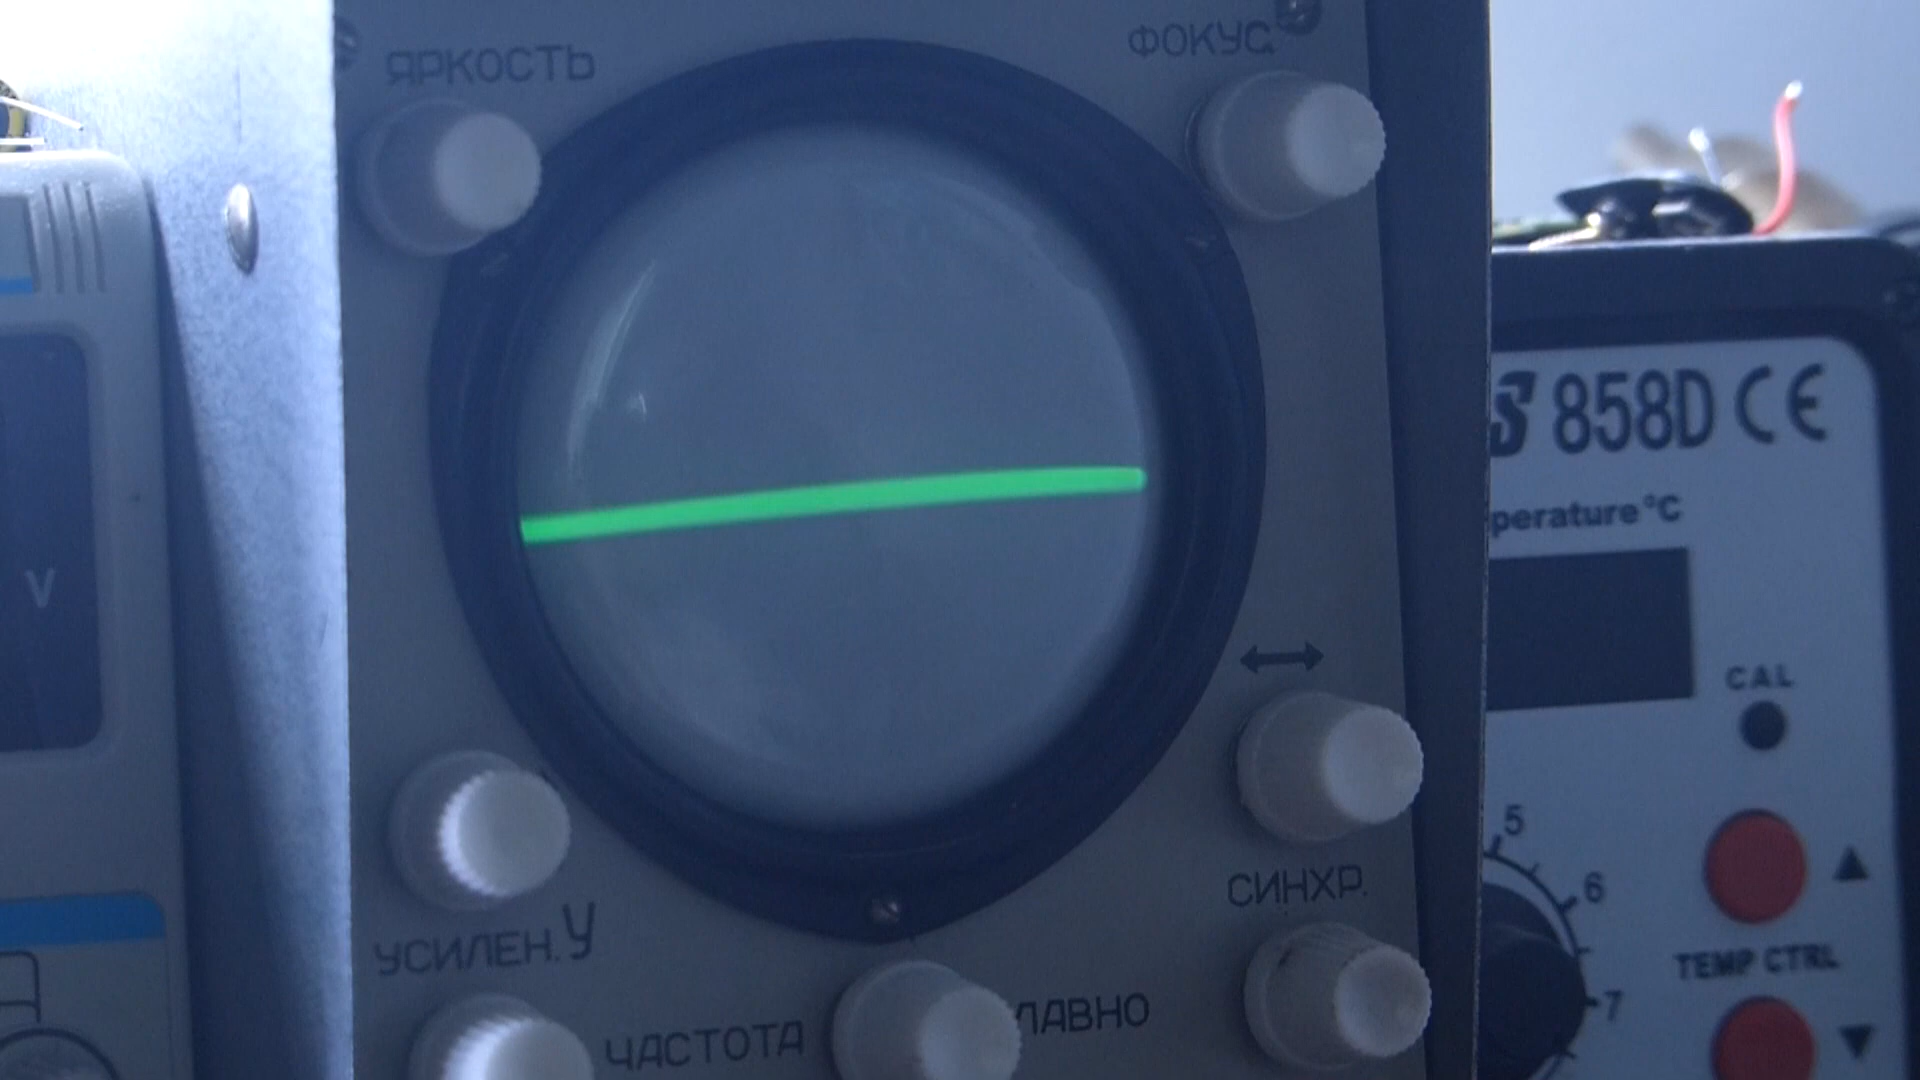 ЯРКОСТЬ
ФОКУС
S 858D CE
perature °C
V
CAL
5
6
СИНХР.
УСИЛЕН. У
TEMP CTRL
7
ЧАСТОТА
ЛАВНО